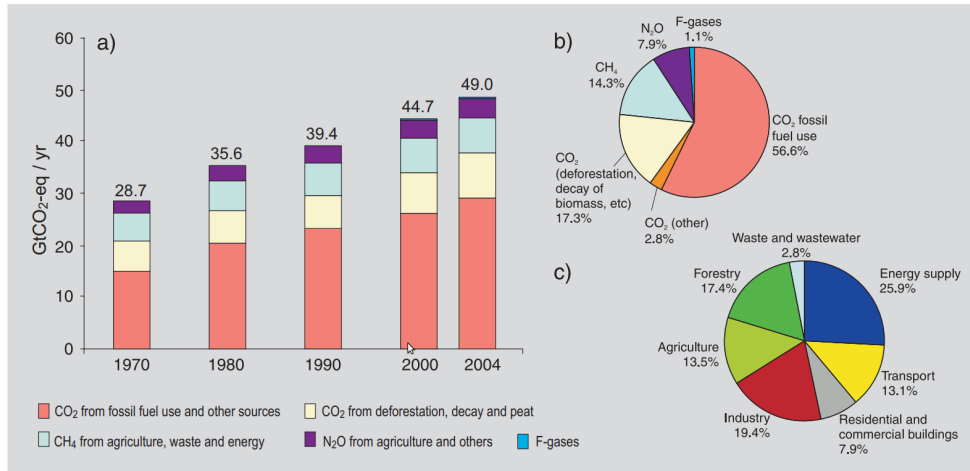 a)
GtCO₂-eq / yr
60
50
40
30
20
10
0
28.7
35.6
39.4
44.7
49.0
1970
1980
1990
2000
2004
CO₂ from fossil fuel use and other sources
CO₂ from deforestation, decay and peat
CH₄ from agriculture, waste and energy
N₂O from agriculture and others
F-gases
b)
F-gases
1.1%
N₂O
7.9%
CH₄
14.3%
CO₂ fossil
fuel use
56.6%
CO₂
(deforestation,
decay of
biomass, etc)
17.3%
CO₂ (other)
2.8%
c)
Waste and wastewater
2.8%
Forestry
17.4%
Energy supply
25.9%
Agriculture
13.5%
Transport
13.1%
Industry
19.4%
Residential and
commercial buildings
7.9%